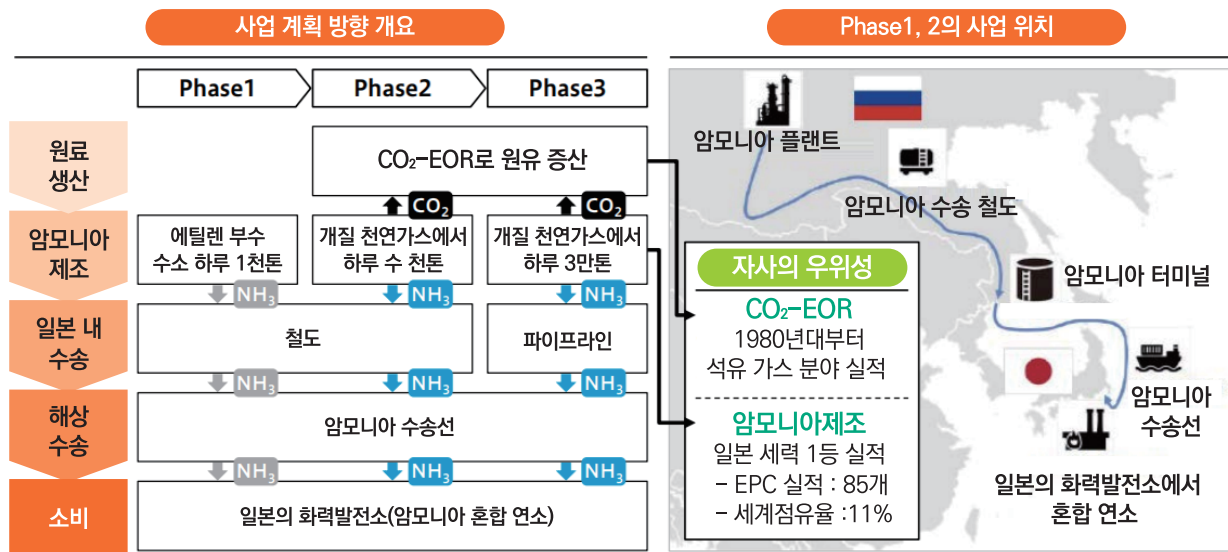 사업 계획 방향 개요
Phase1
Phase2
Phase3
원료
생산
CO₂-EOR로 원유 증산
CO₂
CO₂
암모니아
제조
에틸렌 부수
수소 하루 1천톤
개질 천연가스에서
하루 수 천톤
개질 천연가스에서
하루 3만톤
NH₃
NH₃
NH₃
일본 내
수송
철도
파이프라인
NH₃
NH₃
NH₃
해상
수송
암모니아 수송선
NH₃
NH₃
NH₃
소비
일본의 화력발전소(암모니아 혼합 연소)
Phase1, 2의 사업 위치
암모니아 플랜트
암모니아 수송 철도
암모니아 터미널
암모니아
수송선
일본의 화력발전소에서
혼합 연소
자사의 우위성
CO₂-EOR
1980년대부터
석유 가스 분야 실적
암모니아제조
일본 세력 1등 실적
- EPC 실적 : 85개
- 세계점유율 :11%